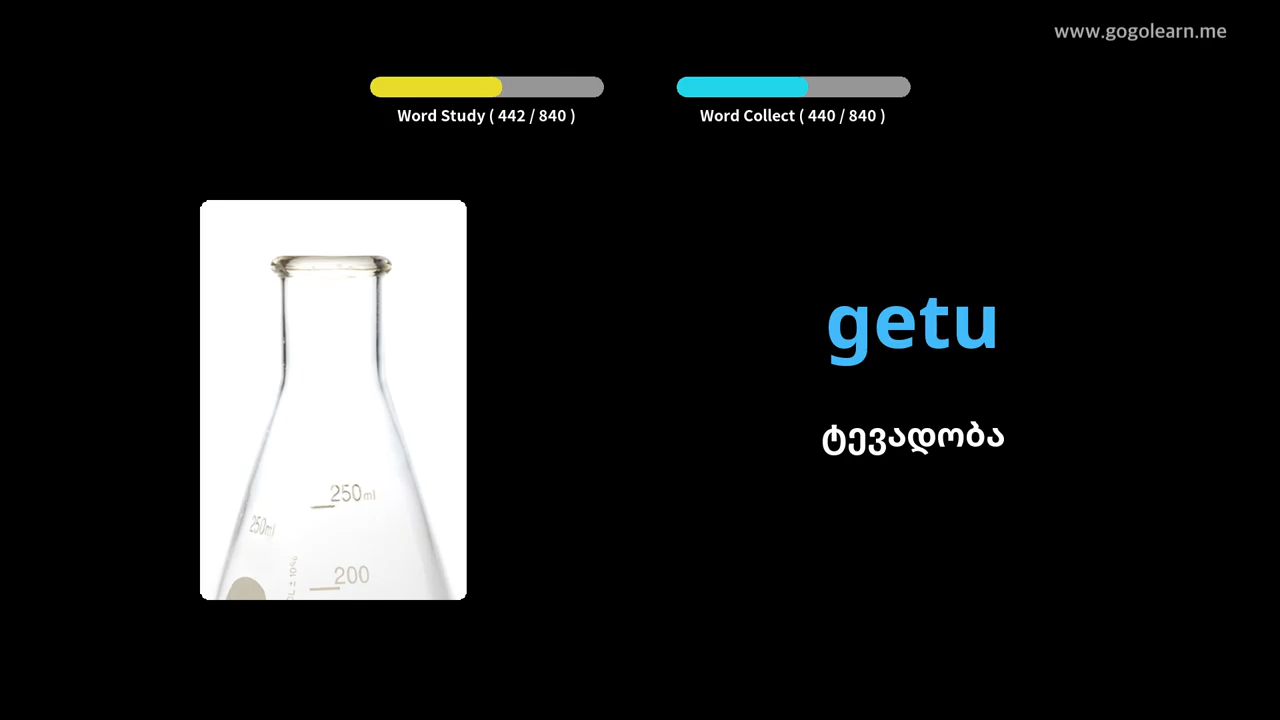 www.gogolearn.me
Word Study ( 442 / 840 )
Word Collect ( 440 / 840 )
getu
ტევადობა
250ml
250ml
200